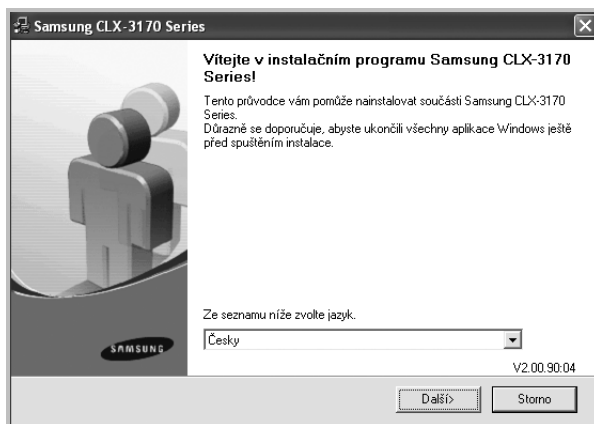 Samsung CLX-3170 Series
Vítejte v instalačním programu Samsung CLX-3170
Series!
Tento průvodce vám pomůže nainstalovat součásti Samsung CLX-3170
Series.
Důrazně se doporučuje, abyste ukončili všechny aplikace Windows ještě
před spuštěním instalace.
Ze seznamu níže zvolte jazyk.
Česky
SAMSUNG
V2.00.90:04
Další>
Storno